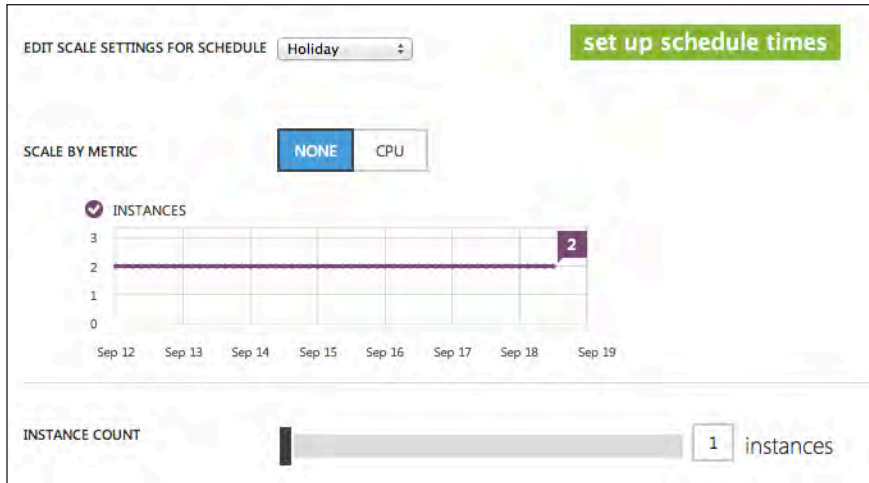 EDIT SCALE SETTINGS FOR SCHEDULE Holiday set up schedule times
SCALE BY METRIC NONE CPU
INSTANCES
3
2
2
1
0
Sep 12 Sep 13 Sep 14 Sep 15 Sep 16 Sep 17 Sep 18 Sep 19
INSTANCE COUNT 1 instances